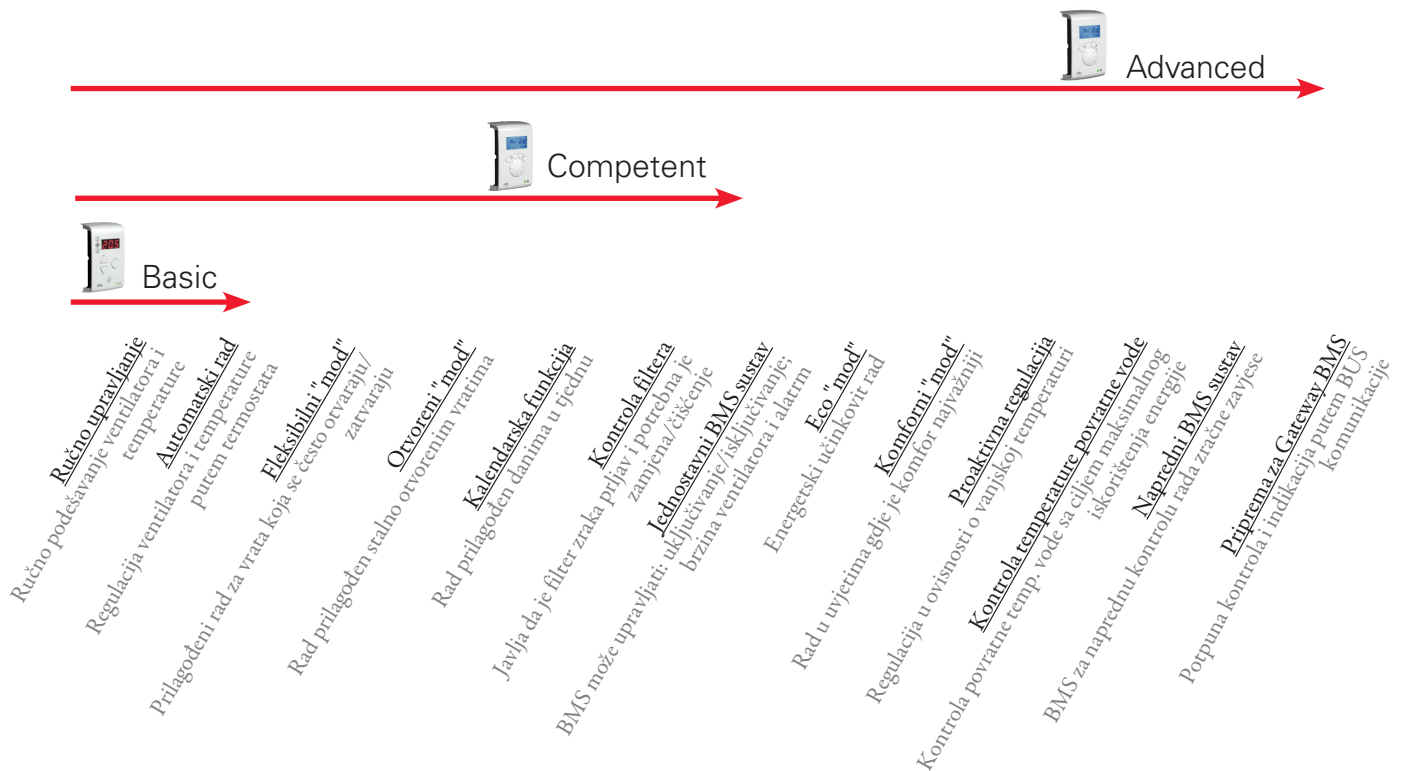 Advanced
Competent
Basic
Ručno upravljanje
Ručno podešavanje ventilatora i
temperature
Automatski rad
Regulacija ventilatora i temperature
putem termostata
Fleksibilni "mod"
Prilagođeni rad za vrata koja se često otvaraju/
zatvaraju
Otvoreni "mod"
Rad prilagođen stalno otvorenim vratima
Kalendarska funkcija
Rad prilagođen danima u tjednu
Kontrola filtera
Javlja da je filter zraka prljav i potrebna je
zamjena/čišćenje
Jednostavni BMS sustav
BMS može upravljati: uključivanje/isključivanje;
brzina ventilatora i alatrm
Eco "mod"
Energetski učinkovit rad
Komforni "mod"
Rad u uvjetima gdje je komfor najvažniji
Proaktivna regulacija
Regulacija u ovisnosti o vanjskoj temperaturi
Kontrola temperature povratne vode
Kontrola povratne temp. vode sa ciljem maksimalnog
iskorištenja energije
Napredni BMS sustav
BMS za naprednu kontrolu rada zračne zavjese
Priprema za Gateway BMS
Potpuna kontrola i indikacija putem BUS
komunikacije